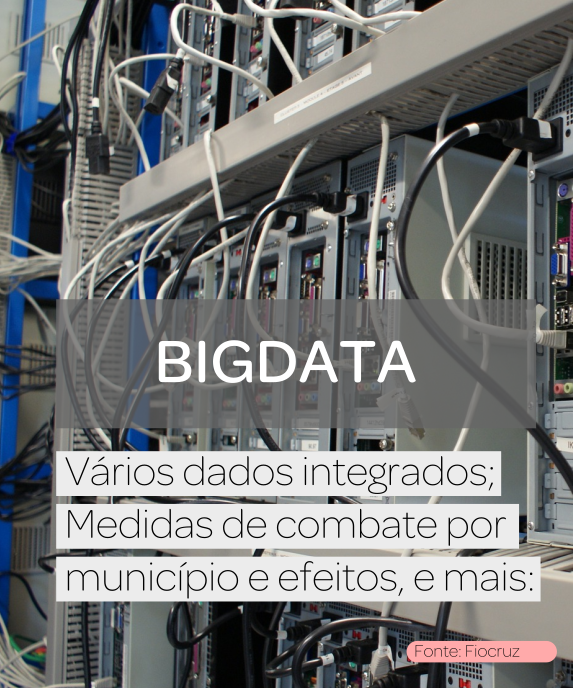 BIGDATA
Vários dados integrados;
Medidas de combate por
município e efeitos, e mais:
Fonte: Fiocruz